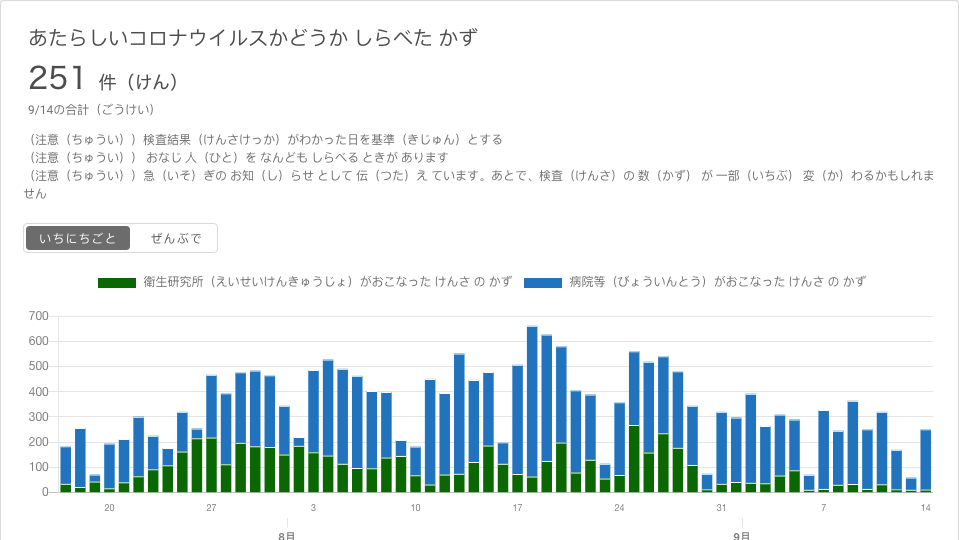 あたらしいコロナウイルスかどうか しらべた かず
251 件（けん）
9/14の合計（ごうけい）
（注意（ちゅうい））検査結果（けんさけっか）がわかった日を基準（きじゅん）とする
（注意（ちゅうい）） おなじ 人（ひと）を なんども しらべる ときが あります
（注意（ちゅうい））急（いそ）ぎの お知（し）らせ として 伝（つた）え ています。あとで、検査（けんさ）の 数（かず） が 一部（いちぶ） 変（か）わるかもしれま
せん
いちにちごと ぜんぶで
衛生研究所（えいせいけんきゅうじょ）がおこなった けんさ の かず 病院等（びょういんとう）がおこなった けんさ の かず
700
600
500
400
300
200
100
0
20 27 3 10 17 24 31 7 14
8月 9月